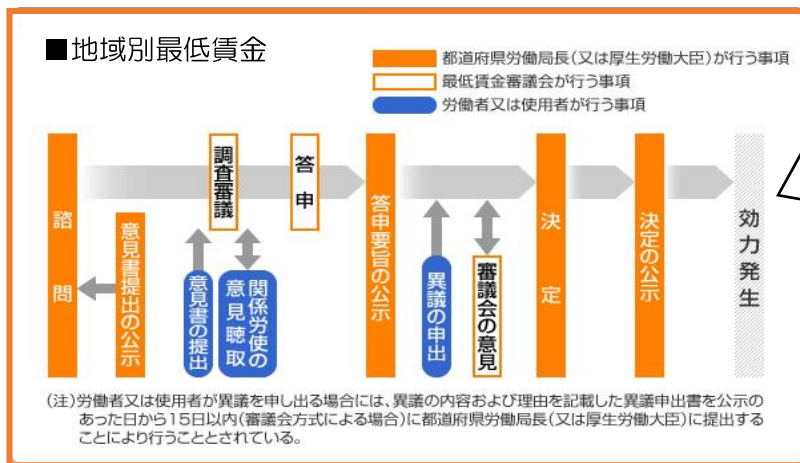 ■地域別最低賃金
都道府県労働局長(又は厚生労働大臣)が行う事項
最低賃金審議会が行う事項
労働者又は使用者が行う事項
諮問
意見書提出の公示
調査審議
意見書の提出
関係労使の
意見聴取
答申
答申要旨の公示
異議の申出
審議会の意見
決定
決定の公示
効力発生
(注)労働者又は使用者が異議を申し出る場合には、異議の内容および理由を記載した異議申出書を公示の
あった日から15日以内(審議会方式による場合)に都道府県労働局長(又は厚生労働大臣)に提出する
ことにより行うこととされている。